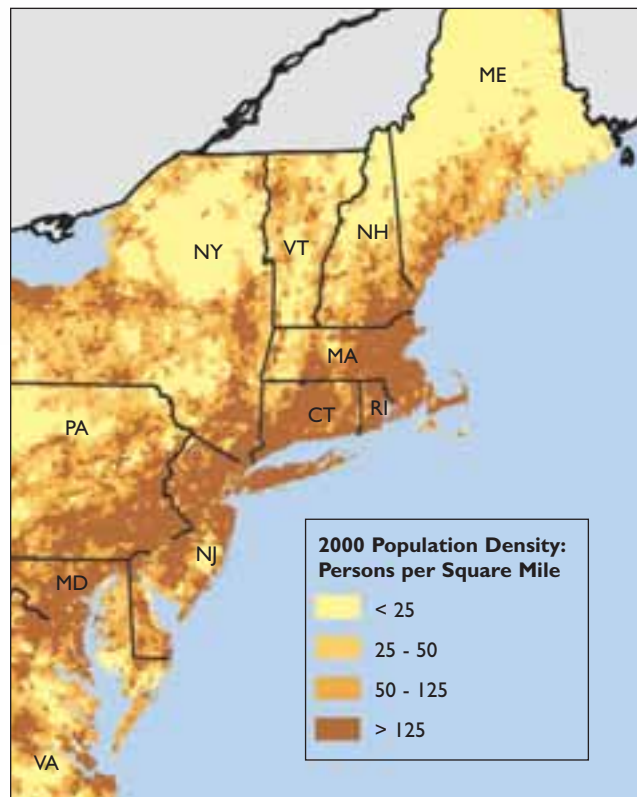 ME
NH
VT
NY
MA
CT
RI
PA
NJ
MD
VA
2000 Population Density:
Persons per Square Mile
< 25
25 - 50
50 - 125
> 125